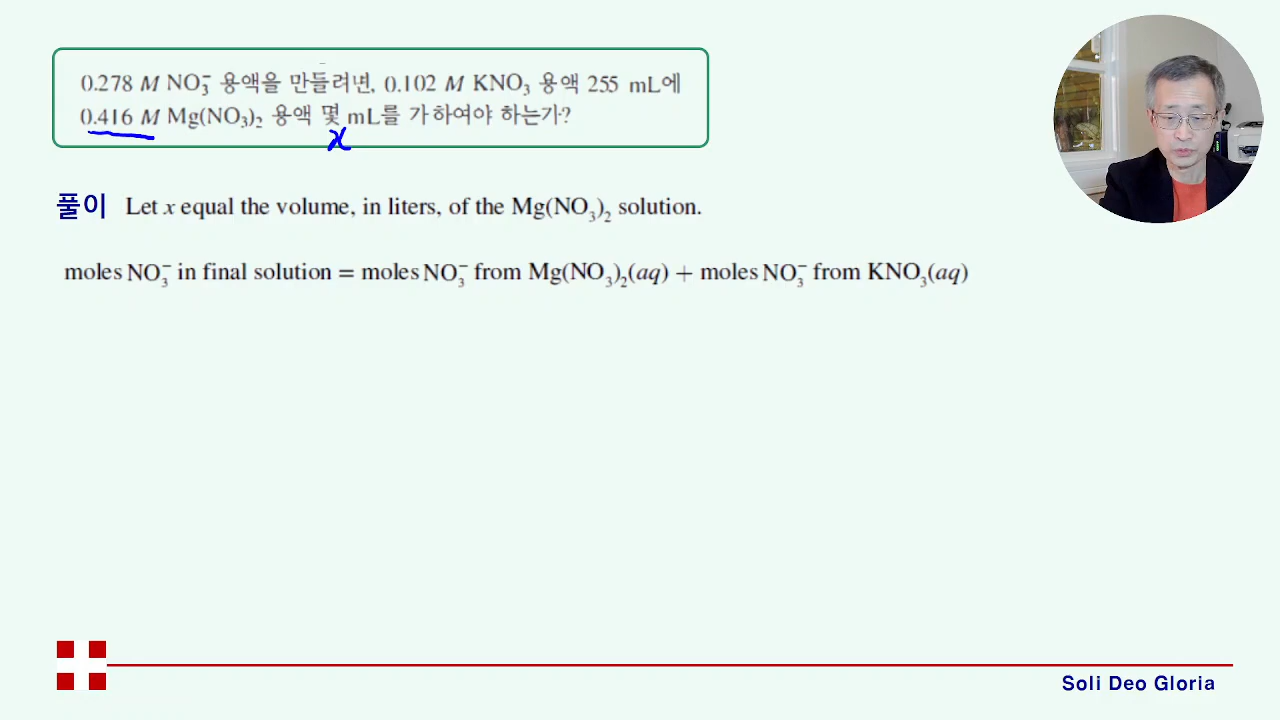 0.278 M NO₃⁻ 용액을 만들려면, 0.102 M KNO₃ 용액 255 mL에
0.416 M Mg(NO₃)₂ 용액 몇 mL를 가하여야 하는가?
x
풀이 Let x equal the volume, in liters, of the Mg(NO₃)₂ solution.
moles NO₃⁻ in final solution = moles NO₃⁻ from Mg(NO₃)₂(aq) + moles NO₃⁻ from KNO₃(aq)
Soli Deo Gloria